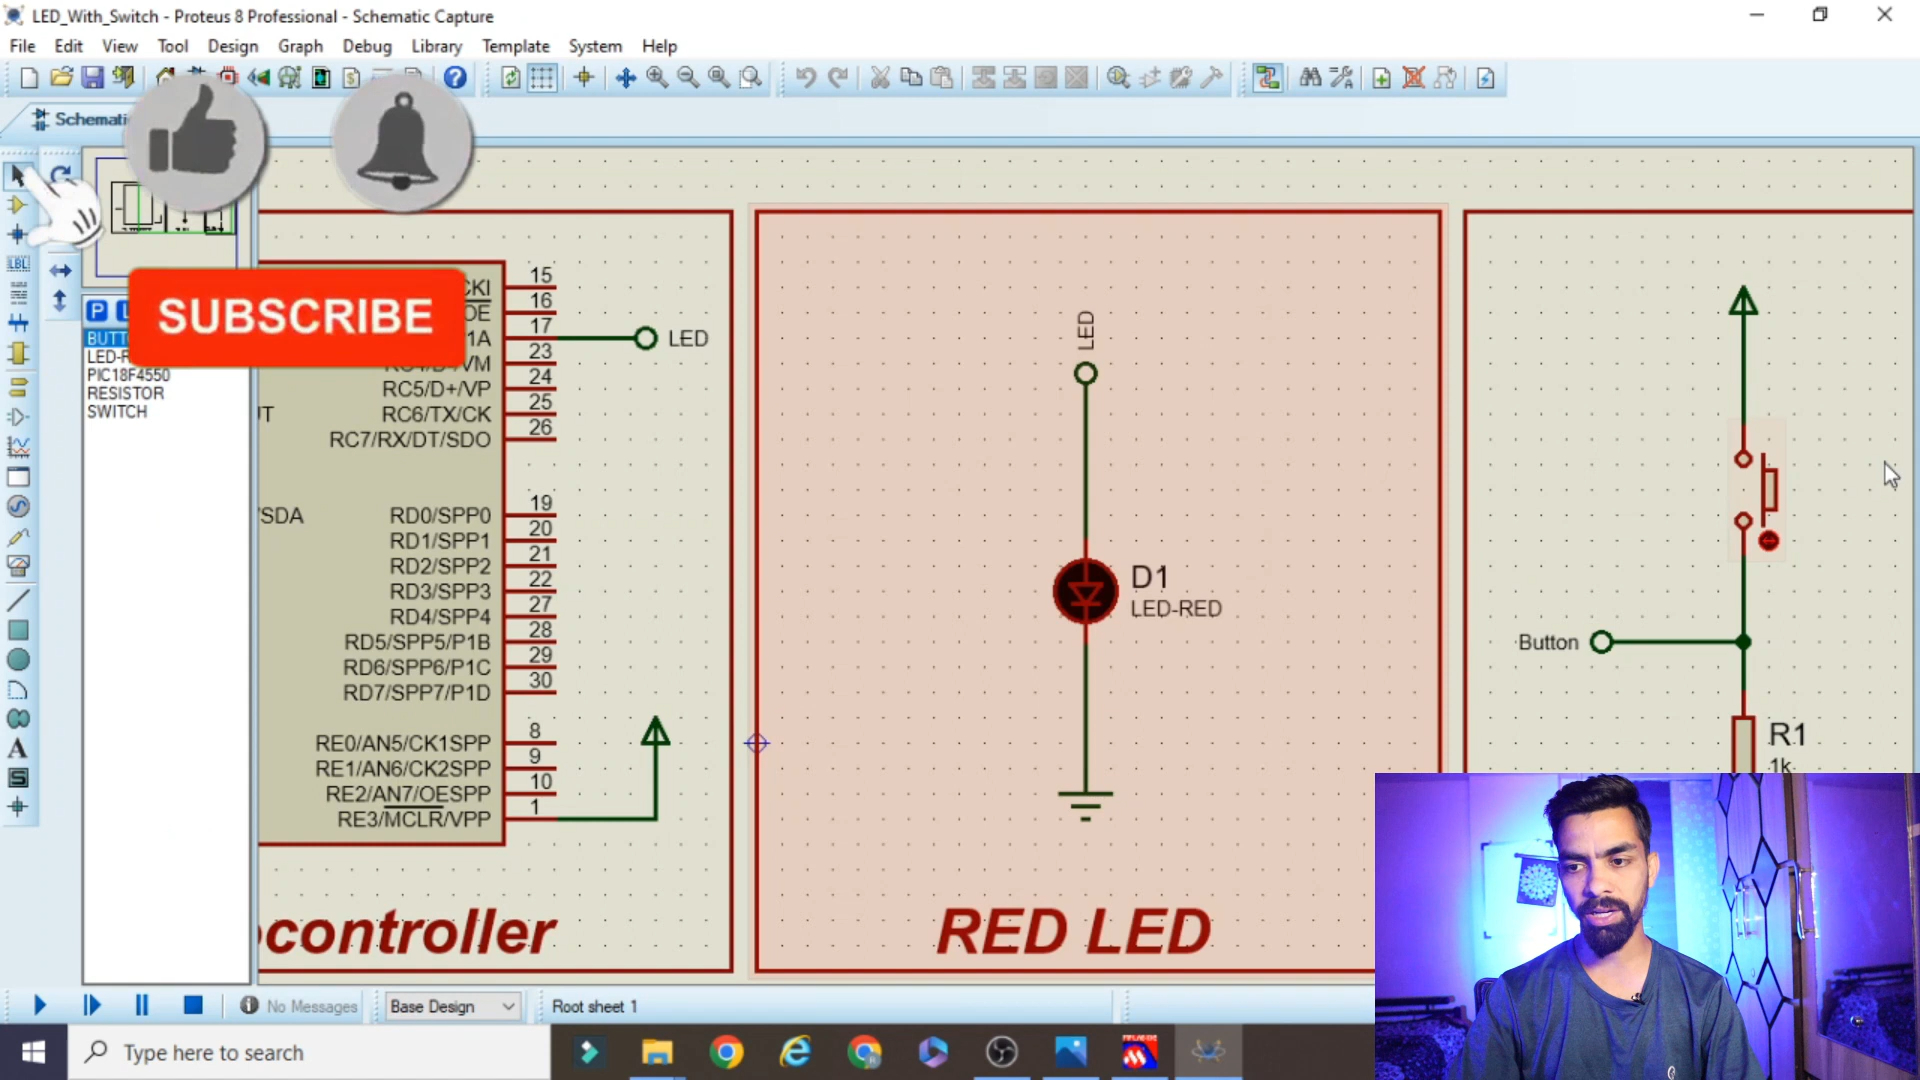 LED_With_Switch - Proteus 8 Professional - Schematic Capture
File Edit View Tool Design Graph Debug Library Template System Help
Schemati
SUBSCRIBE
P
BUTT
LED-R
PIC18F4550
RESISTOR
SWITCH
LBL
A
S
CKI 15
OE 16
1A 17
LED
23
RC4/D-/VM
24
RC5/D+/VP
25
RC6/TX/CK
26
RC7/RX/DT/SDO
/SDA
19
RD0/SPP0
20
RD1/SPP1
21
RD2/SPP2
22
RD3/SPP3
27
RD4/SPP4
28
RD5/SPP5/P1B
29
RD6/SPP6/P1C
30
RD7/SPP7/P1D
8
RE0/AN5/CK1SPP
9
RE1/AN6/CK2SPP
10
RE2/AN7/OESPP
1
RE3/MCLR/VPP
controller
LED
D1
LED-RED
RED LED
Button
R1
1k
No Messages
Base Design
Root sheet 1
Type here to search